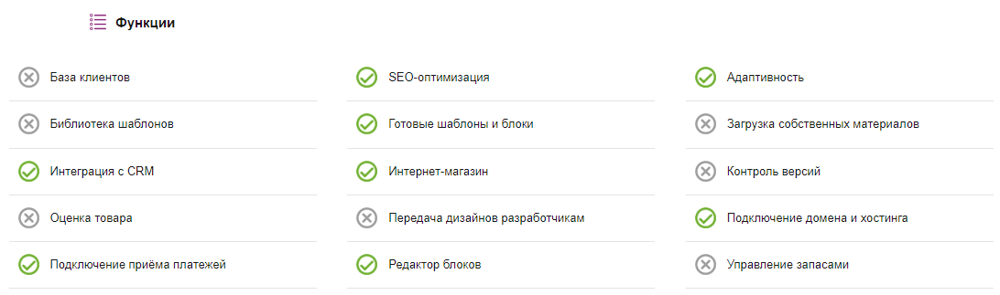 Функции
База клиентов
SEO-оптимизация
Адаптивность
Библиотека шаблонов
Готовые шаблоны и блоки
Загрузка собственных материалов
Интеграция с CRM
Интернет-магазин
Контроль версий
Оценка товара
Передача дизайнов разработчикам
Подключение домена и хостинга
Подключение приёма платежей
Редактор блоков
Управление запасами